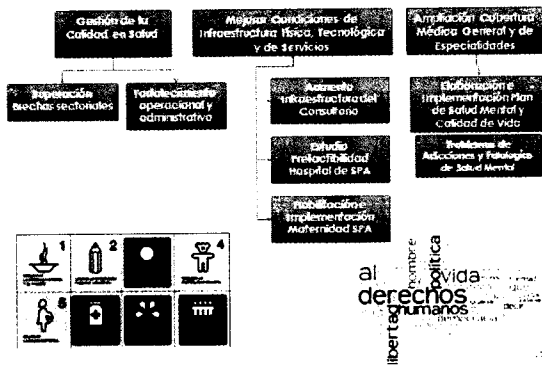 Gestión de la
Calidad en Salud
Superación
Brechas sectoriales
Fortalecimiento
operacional y
administrativo
Mejorar Condiciones de
Infraestructura Física, Tecnológica
y de Servicios
Aumento
Infraestructura del
Consultorio
Estudio
Prefactibilidad
Hospital de SPA
Habilitación e
Implementación
Maternidad SPA
Ampliación Cobertura
Médica General y de
Especialidades
Elaboración e
Implementación Plan
de Salud Mental y
Calidad de Vida
Problemas de
Adicciones y Patologías
de Salud Mental
1
2
4
5
hombre
política
al
vida
derechos
humanos
libertad
decir
democracia
que